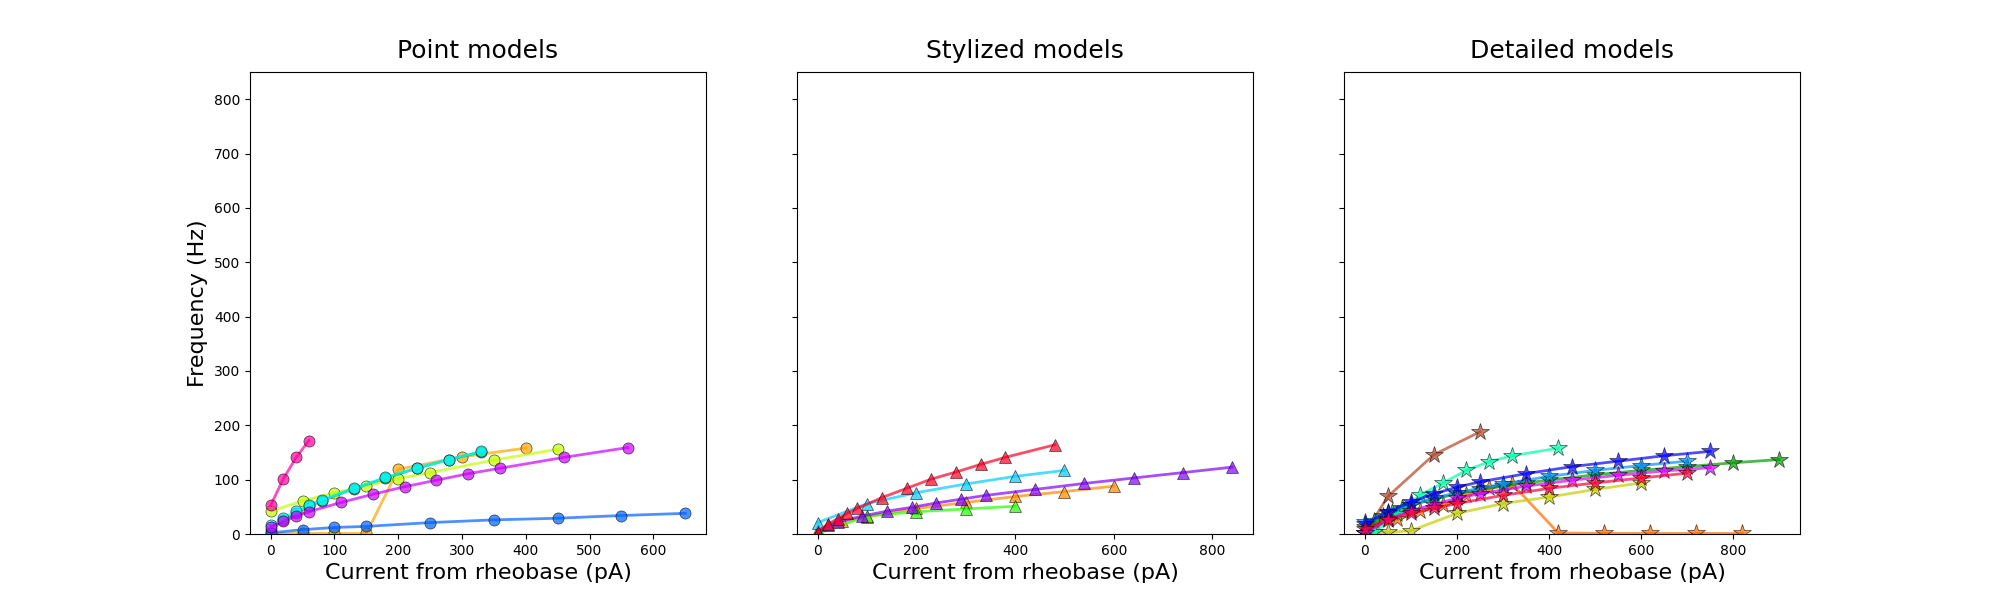 Point models
Stylized models
Detailed models
Frequency (Hz)
800
700
600
500
400
300
200
100
0
0 100 200 300 400 500 600
0 200 400 600 800
0 200 400 600 800
Current from rheobase (pA)
Current from rheobase (pA)
Current from rheobase (pA)